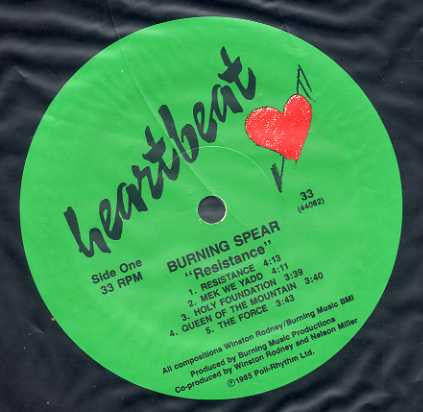 heartbeat
33
(44062)
Side One
33 RPM
BURNING SPEAR
"Resistance"
1. RESISTANCE 4:13
2. MEK WE YADD 4:11
3. HOLY FOUNDATION 3:39
4. QUEEN OF THE MOUNTAIN 3:40
5. THE FORCE 3:43
All compositions Winston Rodney/Burning Music BMI
Produced by Burning Music Productions
Co-produced by Winston Rodney and Nelson Miller
℗1985 Poli-Rhythm Ltd.